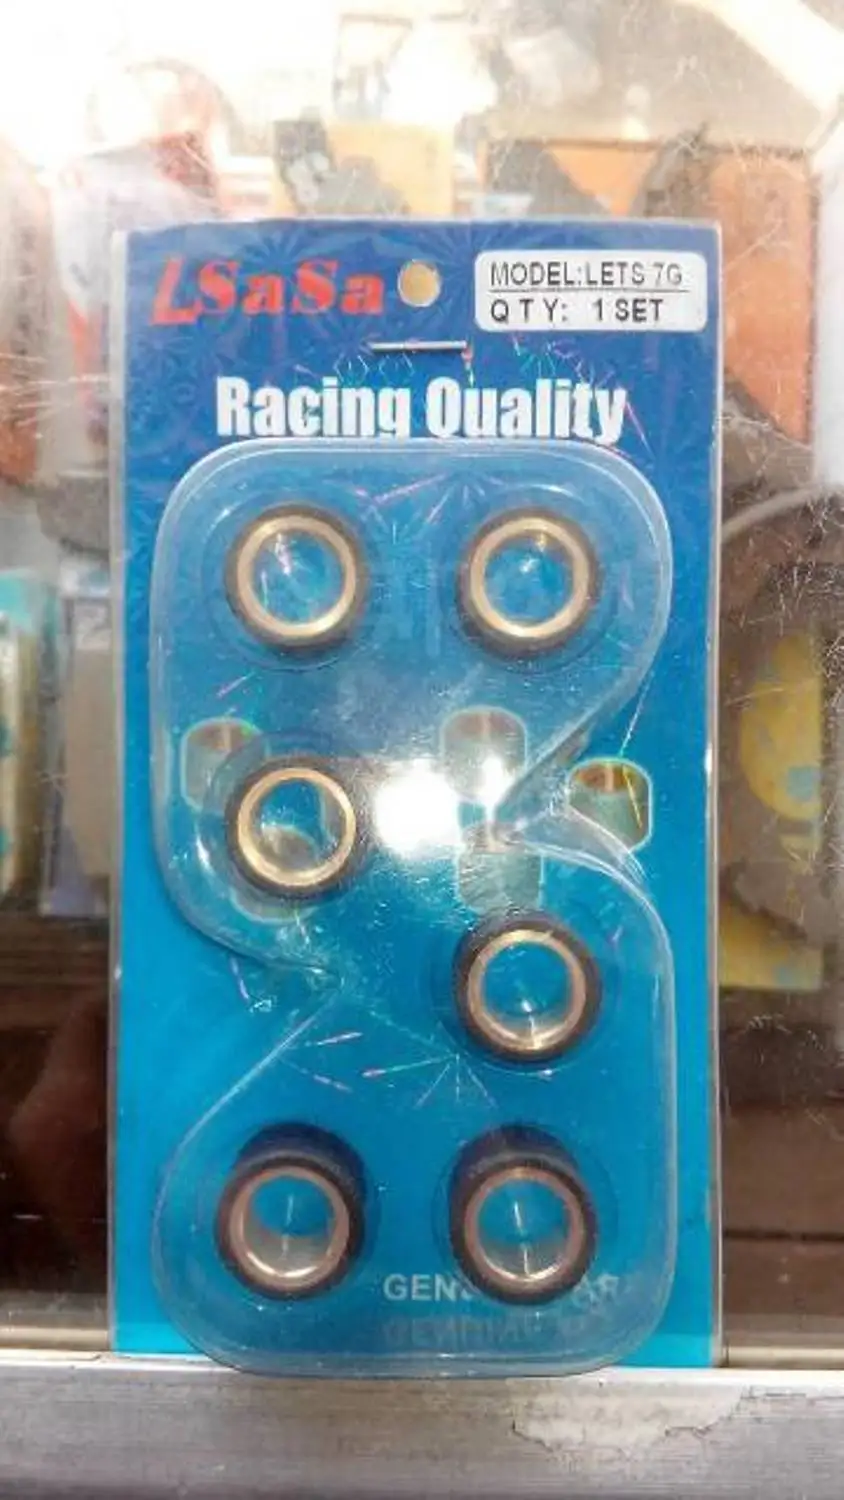 LSaSa
MODEL:LETS 7G
QTY: 1 SET
Racing Quality